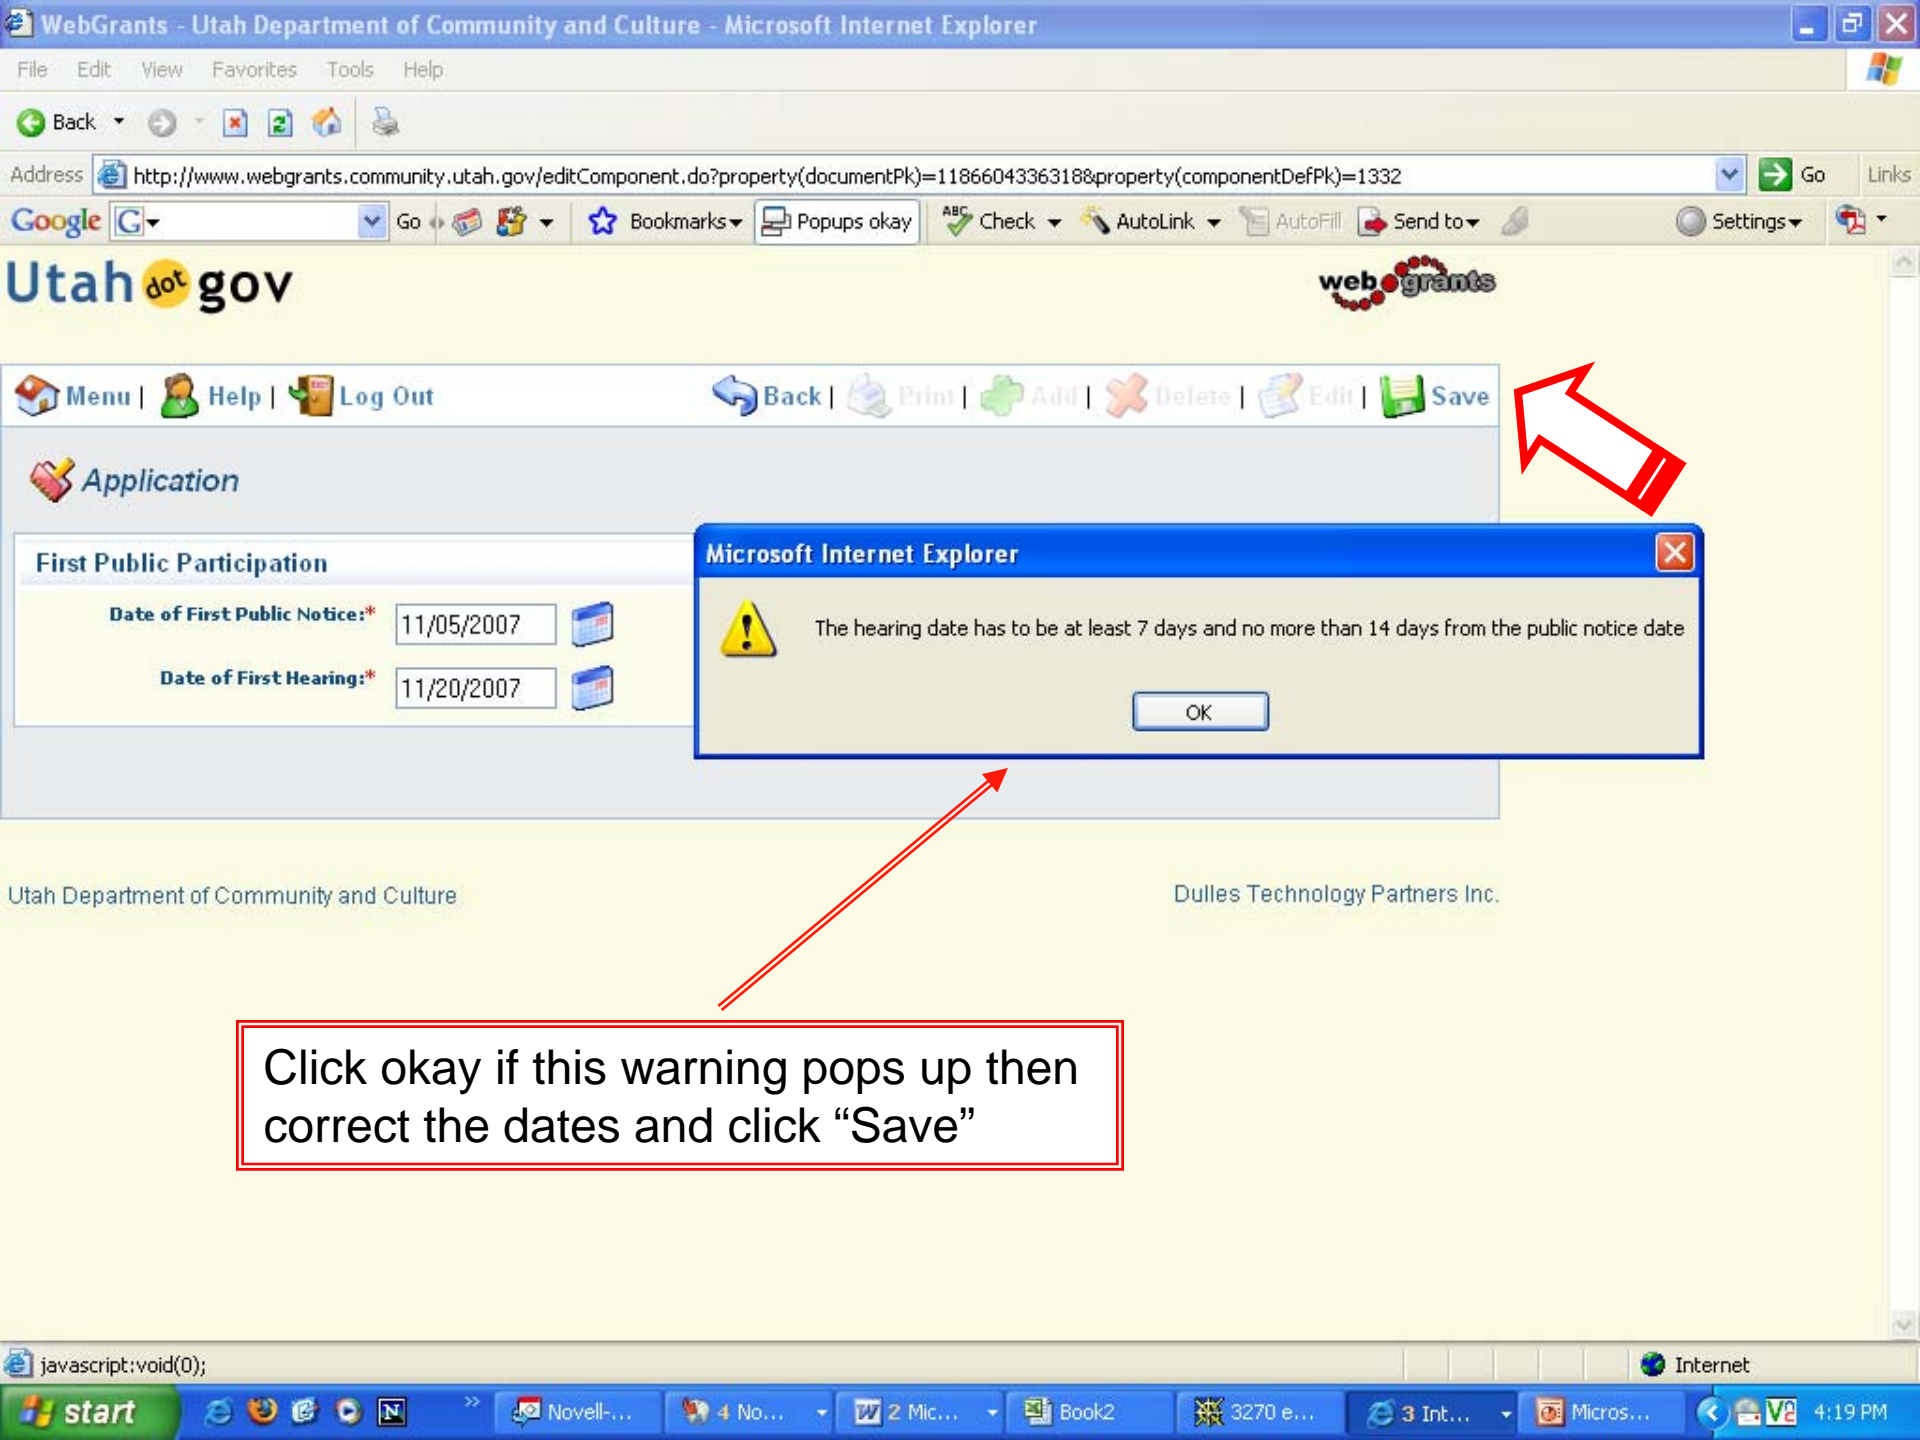 WebGrants - Utah Department of Community and Culture - Microsoft Internet Explorer
File Edit View Favorites Tools Help
Back
Address http://www.webgrants.community.utah.gov/editComponent.do?property(documentPk)=1186604336318&property(componentDefPk)=1332 Go Links
Google G Go Bookmarks Popups okay ABC Check AutoLink AutoFill Send to Settings
Utah dot gov
web grants
Menu | Help | Log Out Back | Print | Add | Delete | Edit | Save
Application
First Public Participation
Date of First Public Notice:* 11/05/2007
Date of First Hearing:* 11/20/2007
Microsoft Internet Explorer
The hearing date has to be at least 7 days and no more than 14 days from the public notice date
OK
Utah Department of Community and Culture
Dulles Technology Partners Inc.
Click okay if this warning pops up then
correct the dates and click “Save”
javascript:void(0); Internet
start N » Novell-... 4 No... 2 Mic... Book2 3270 e... 3 Int... Micros... V2 4:19 PM